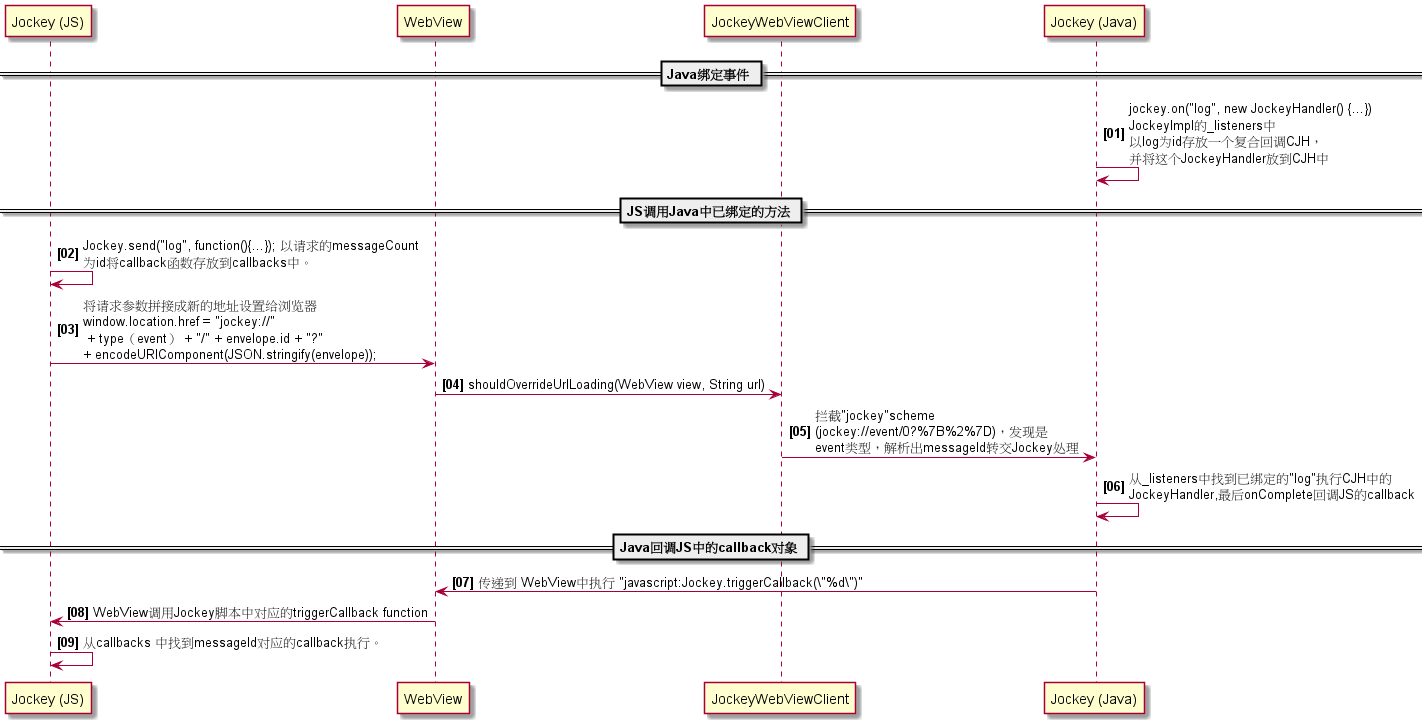 Jockey (JS) WebView JockeyWebViewClient Jockey (Java)
Java绑定事件
jockey.on("log", new JockeyHandler() {...})
[01] JockeyImpl的_listeners中
以log为id存放一个复合回调CJH，
并将这个JockeyHandler放到CJH中
JS调用Java中已绑定的方法
[02] Jockey.send("log", function(){...}); 以请求的messageCount
为id将callback函数存放到callbacks中。
将请求参数拼接成新的地址设置给浏览器
[03] window.location.href = "jockey://"
+ type（event） + "/" + envelope.id + "?"
+ encodeURIComponent(JSON.stringify(envelope));
[04] shouldOverrideUrlLoading(WebView view, String url)
拦截"jockey"scheme
[05] (jockey://event/0?%7B%2%7D)，发现是
event类型，解析出messageId转交Jockey处理
[06] 从_listeners中找到已绑定的"log"执行CJH中的
JockeyHandler,最后onComplete回调JS的callback
Java回调JS中的callback对象
[07] 传递到 WebView中执行 "javascript:Jockey.triggerCallback(\"%d\")"
[08] WebView调用Jockey脚本中对应的triggerCallback function
[09] 从callbacks 中找到messageId对应的callback执行。
Jockey (JS) WebView JockeyWebViewClient Jockey (Java)